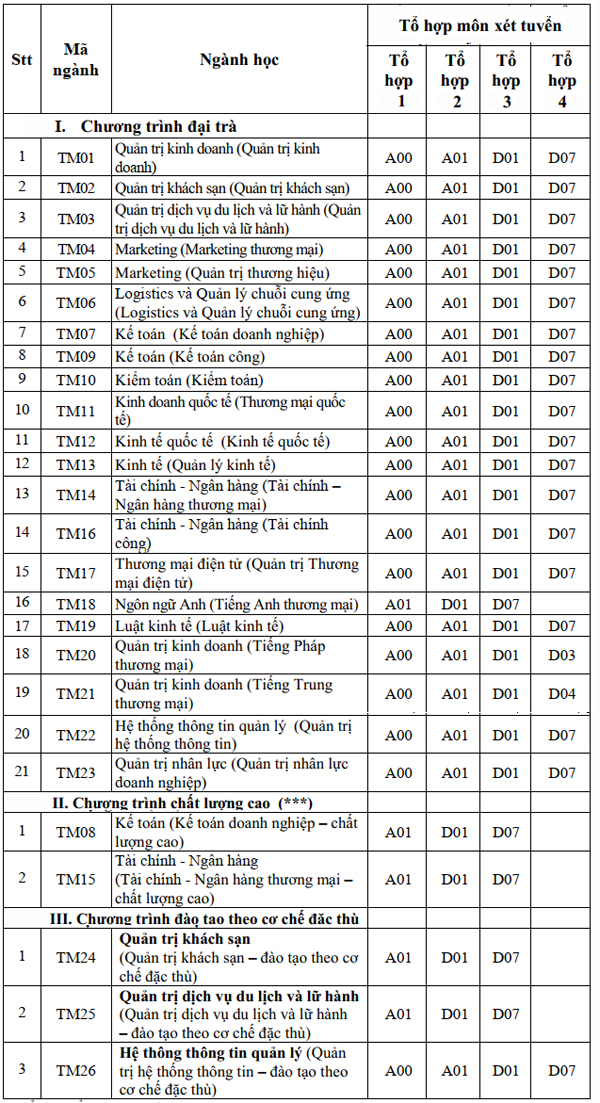 Stt Mã ngành Ngành học Tổ hợp môn xét tuyển
Tổ hợp 1 Tổ hợp 2 Tổ hợp 3 Tổ hợp 4
I. Chương trình đại trà
1 TM01 Quản trị kinh doanh (Quản trị kinh
doanh) A00 A01 D01 D07
2 TM02 Quản trị khách sạn (Quản trị khách sạn) A00 A01 D01 D07
3 TM03 Quản trị dịch vụ du lịch và lữ hành (Quản
trị dịch vụ du lịch và lữ hành) A00 A01 D01 D07
4 TM04 Marketing (Marketing thương mại) A00 A01 D01 D07
5 TM05 Marketing (Quản trị thương hiệu) A00 A01 D01 D07
6 TM06 Logistics và Quản lý chuỗi cung ứng
(Logistics và Quản lý chuỗi cung ứng) A00 A01 D01 D07
7 TM07 Kế toán (Kế toán doanh nghiệp) A00 A01 D01 D07
8 TM09 Kế toán (Kế toán công) A00 A01 D01 D07
9 TM10 Kiểm toán (Kiểm toán) A00 A01 D01 D07
10 TM11 Kinh doanh quốc tế (Thương mại quốc
tế) A00 A01 D01 D07
11 TM12 Kinh tế quốc tế (Kinh tế quốc tế) A00 A01 D01 D07
12 TM13 Kinh tế (Quản lý kinh tế) A00 A01 D01 D07
13 TM14 Tài chính - Ngân hàng (Tài chính –
Ngân hàng thương mại) A00 A01 D01 D07
14 TM16 Tài chính - Ngân hàng (Tài chính
công) A00 A01 D01 D07
15 TM17 Thương mại điện tử (Quản trị Thương
mại điện tử) A00 A01 D01 D07
16 TM18 Ngôn ngữ Anh (Tiếng Anh thương mại) A01 D01 D07
17 TM19 Luật kinh tế (Luật kinh tế) A00 A01 D01 D07
18 TM20 Quản trị kinh doanh (Tiếng Pháp
thương mại) A00 A01 D01 D03
19 TM21 Quản trị kinh doanh (Tiếng Trung
thương mại) A00 A01 D01 D04
20 TM22 Hệ thống thông tin quản lý (Quản trị
hệ thống thông tin) A00 A01 D01 D07
21 TM23 Quản trị nhân lực (Quản trị nhân lực
doanh nghiệp) A00 A01 D01 D07
II. Chương trình chất lượng cao (***)
1 TM08 Kế toán (Kế toán doanh nghiệp – chất
lượng cao) A01 D01 D07
2 TM15 Tài chính - Ngân hàng
(Tài chính - Ngân hàng thương mại –
chất lượng cao) A01 D01 D07
III. Chương trình đào tạo theo cơ chế đặc thù
1 TM24 Quản trị khách sạn
(Quản trị khách sạn – đào tạo theo cơ
chế đặc thù) A01 D01 D07
2 TM25 Quản trị dịch vụ du lịch và lữ hành
(Quản trị dịch vụ du lịch và lữ hành
– đào tạo theo cơ chế đặc thù) A01 D01 D07
3 TM26 Hệ thống thông tin quản lý (Quản
trị hệ thống thông tin – đào tạo theo
cơ chế đặc thù) A00 A01 D01 D07